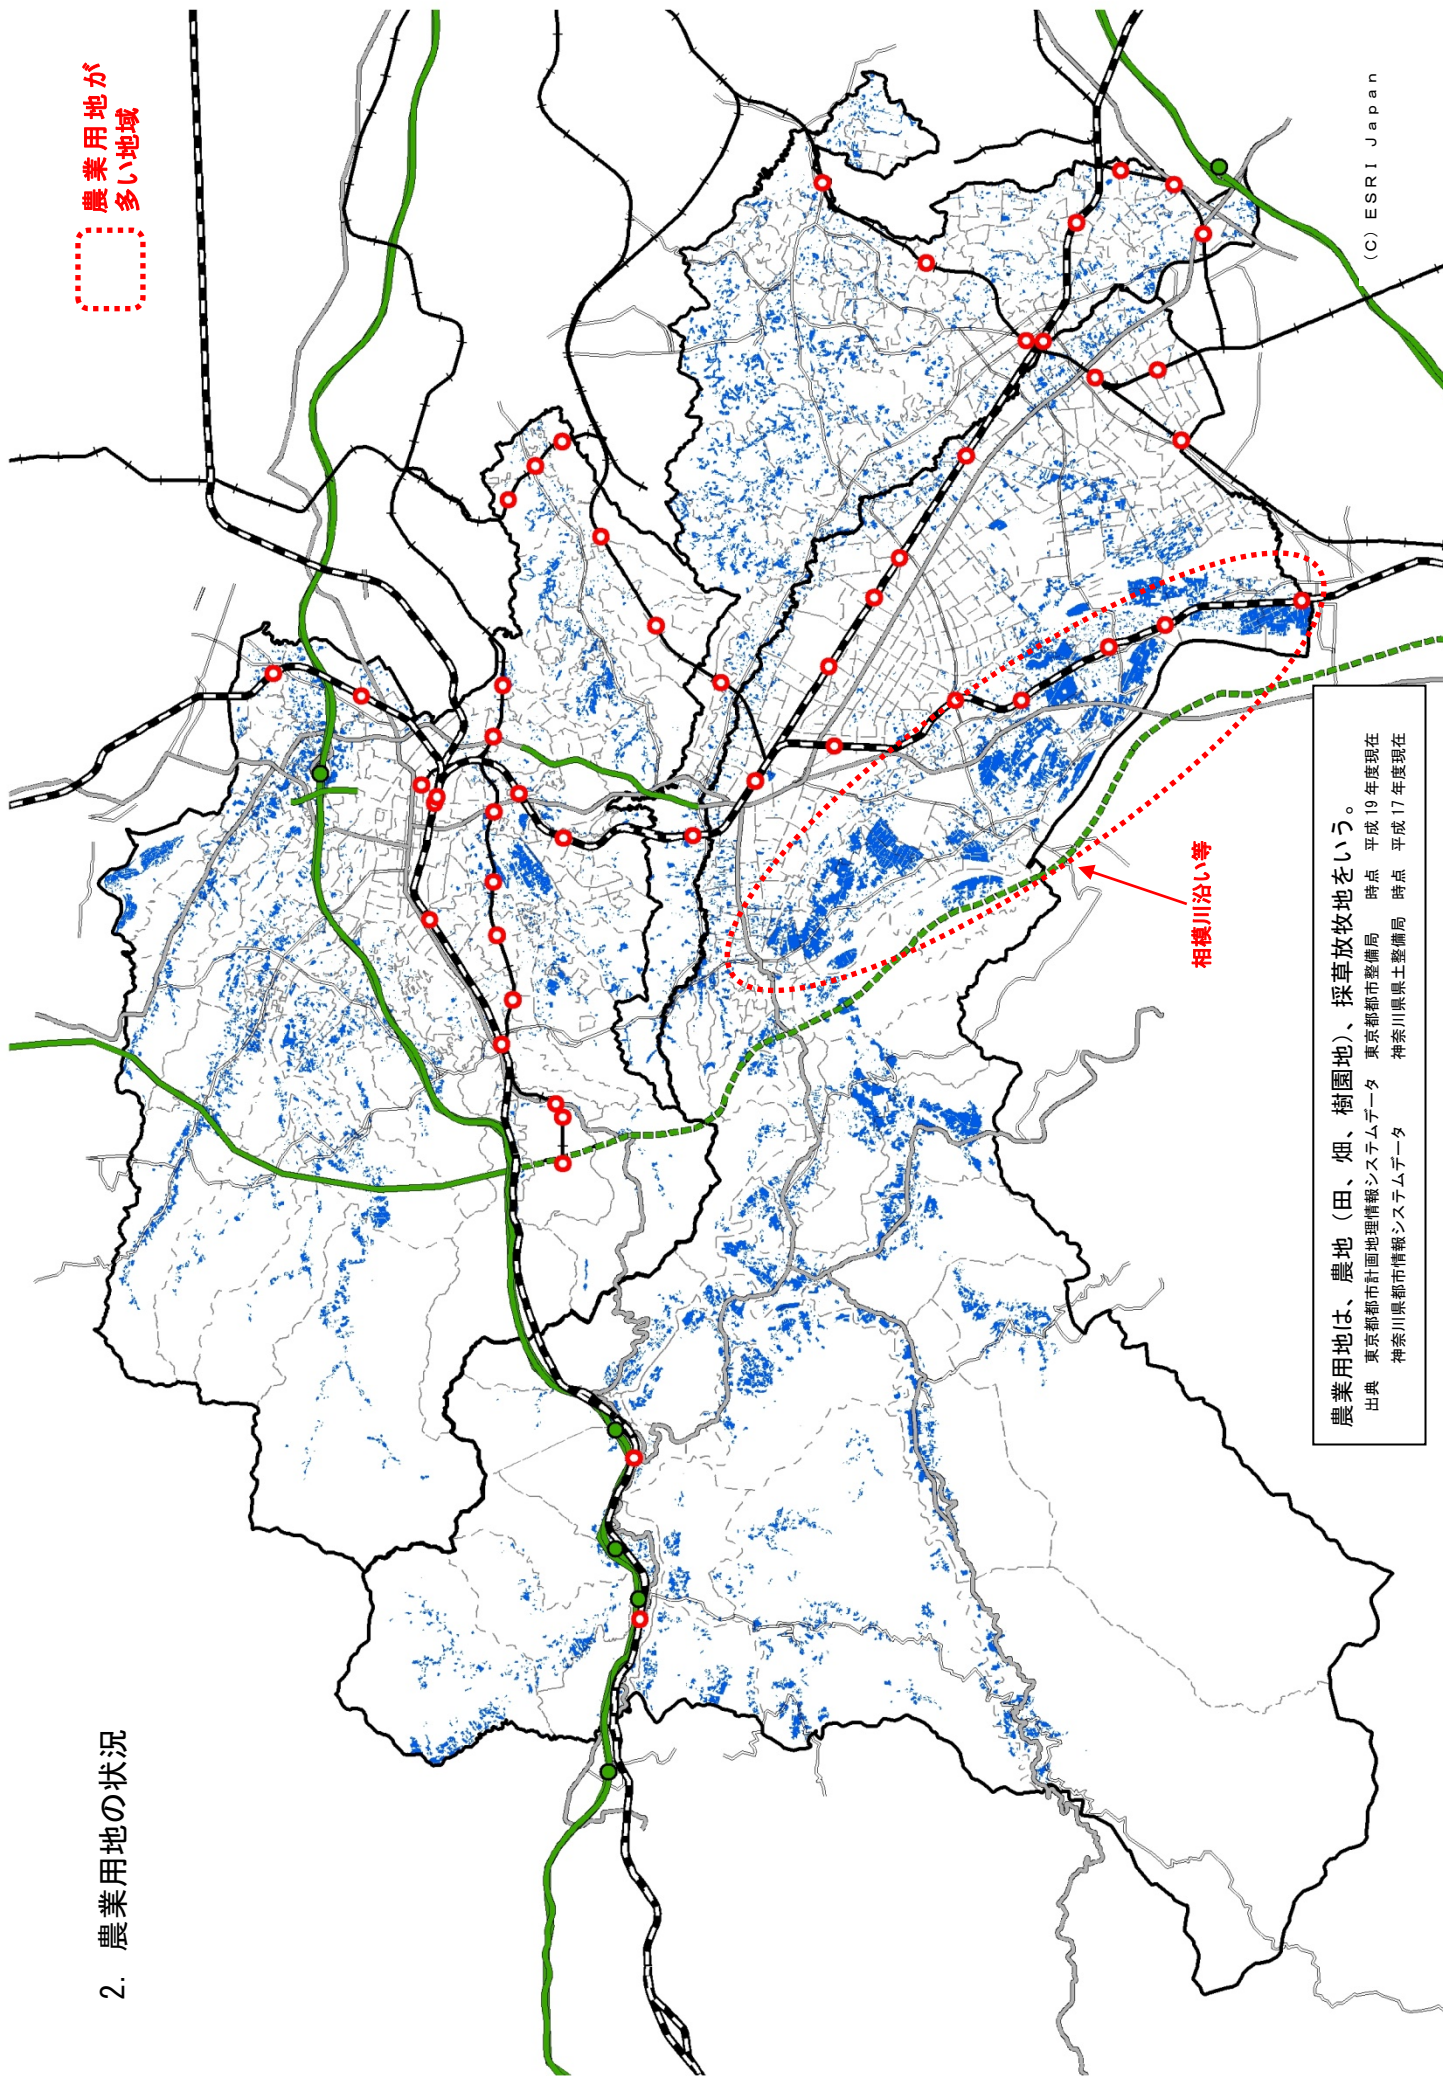 2. 農業用地の状況
農業用地が
多い地域
相模川沿い等
農業用地は、農地（田、畑、樹園地）、採草放牧地をいう。
出典　東京都都市計画地理情報システムデータ　東京都都市整備局　時点　平成19年度現在
神奈川県都市情報システムデータ　神奈川県県土整備局　時点　平成17年度現在
(C) ESRI Japan